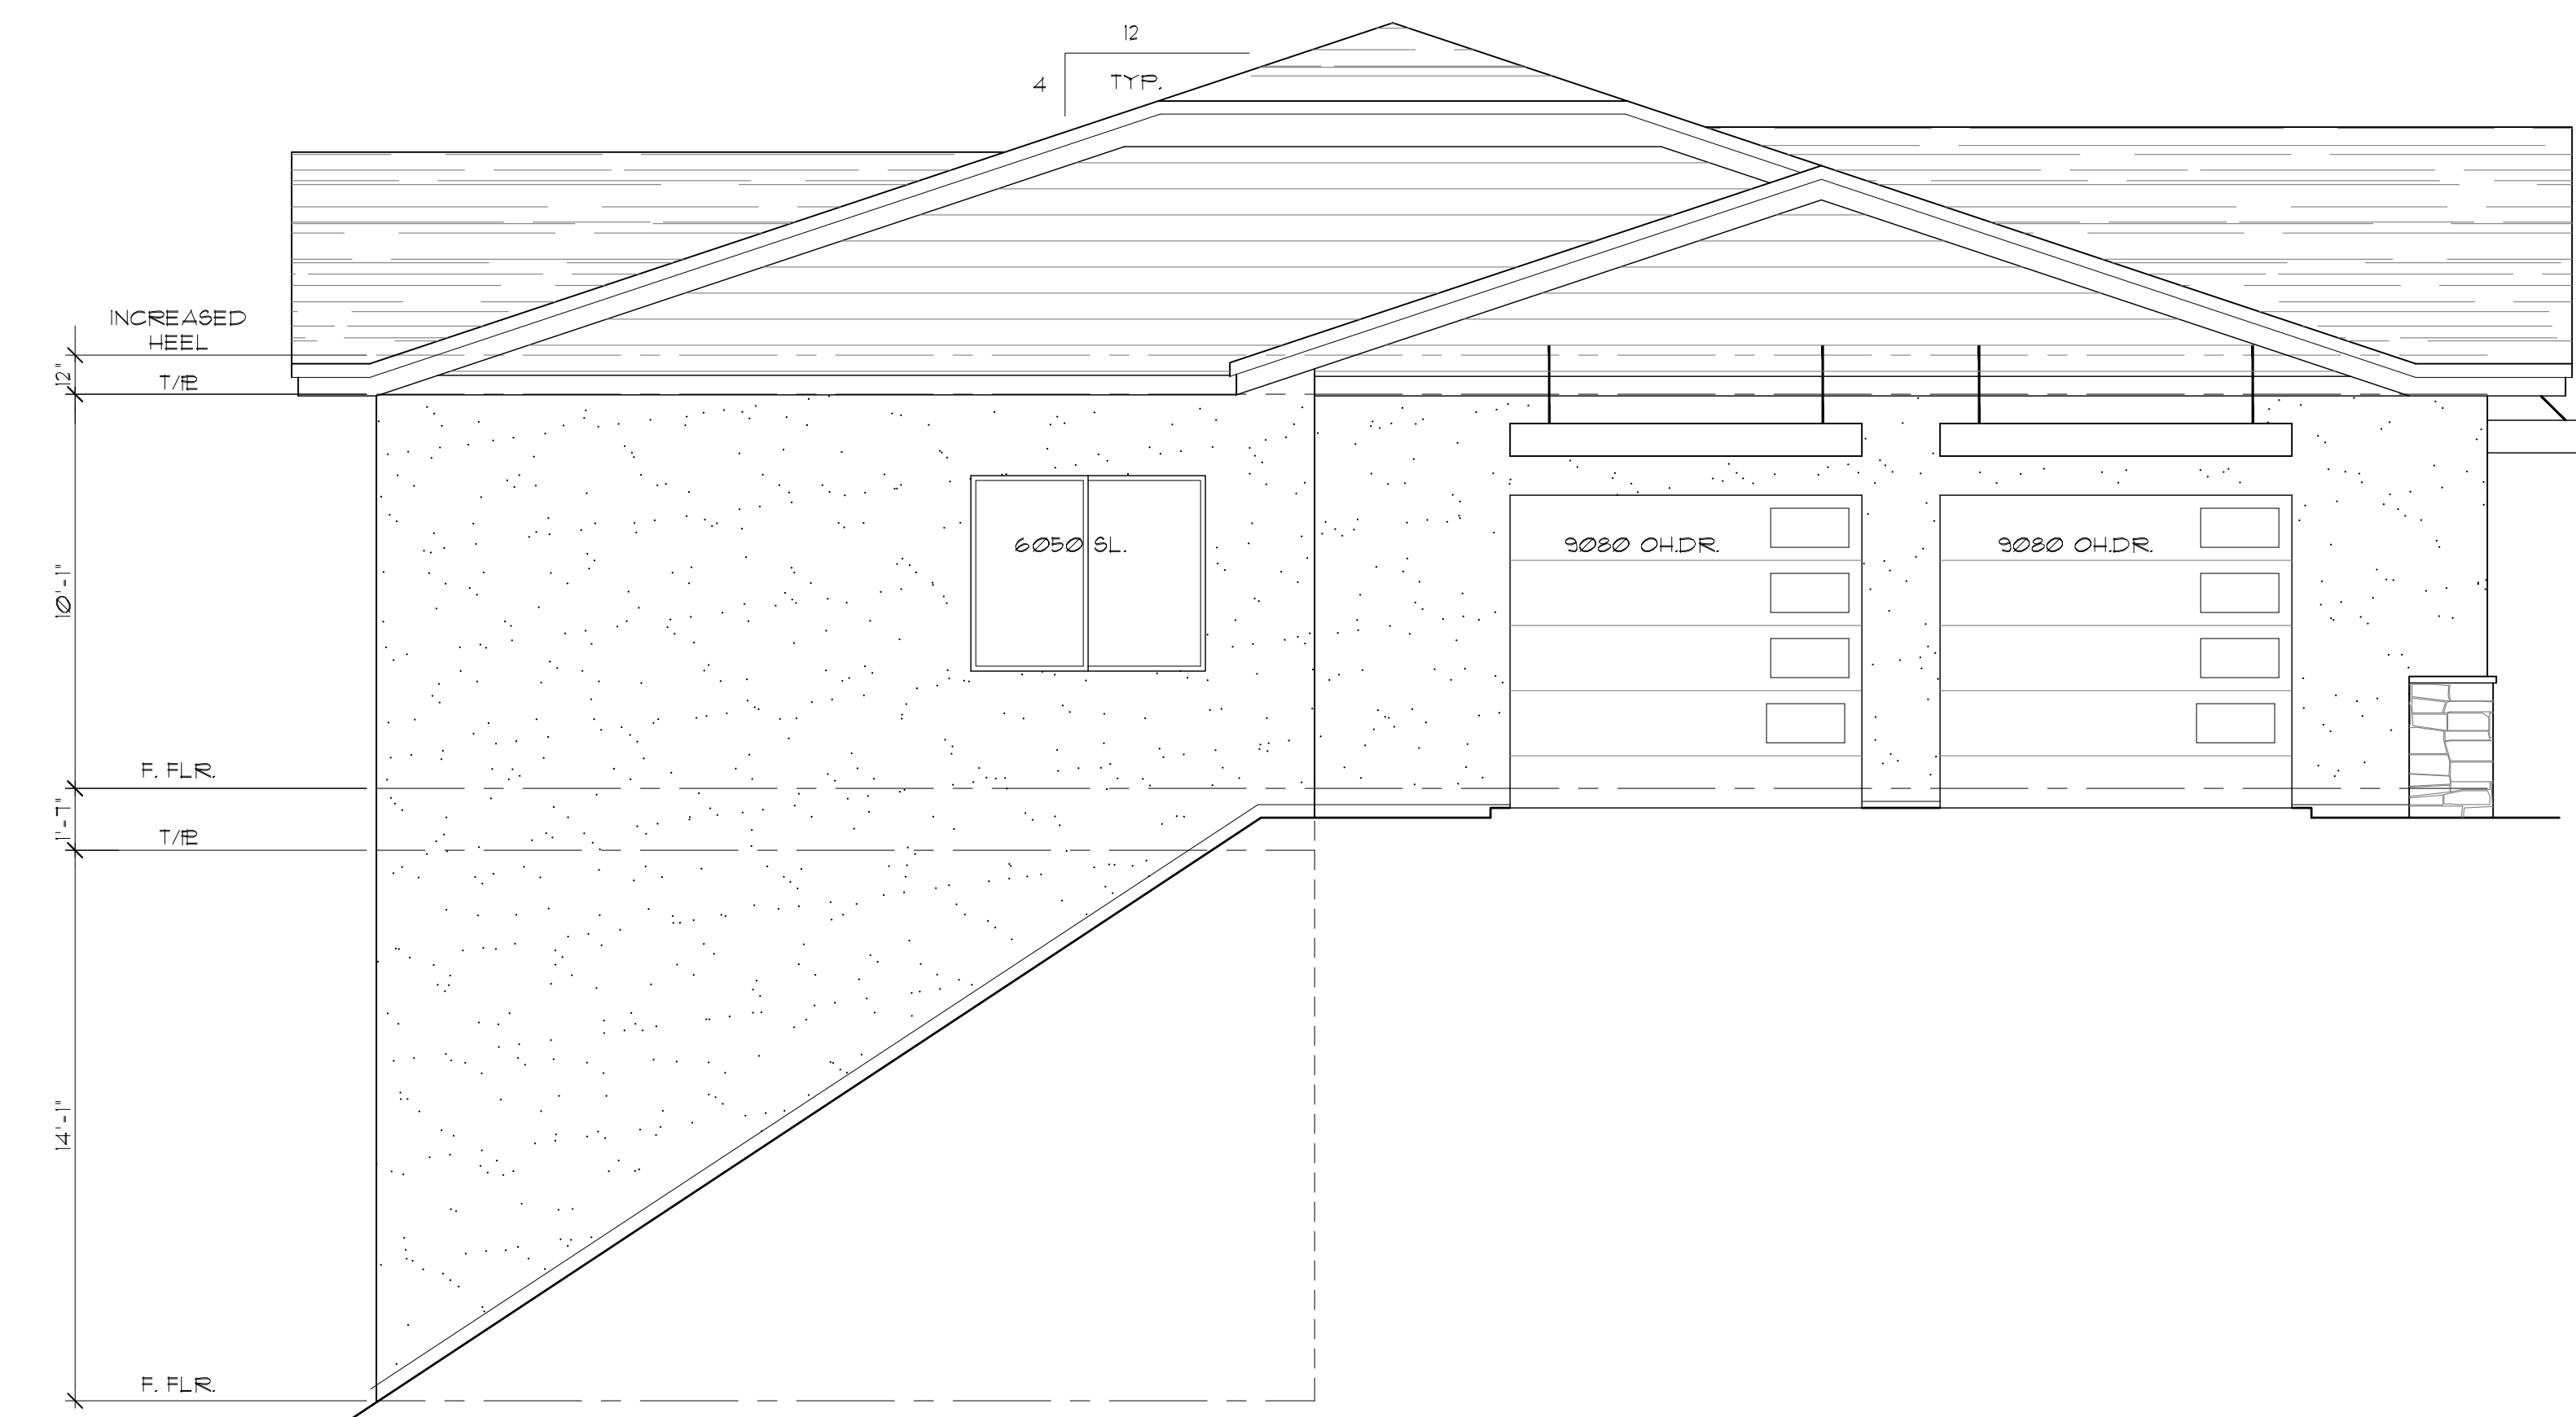 12
4
TYP.
INCREASED
HEEL
12"
T/PL
6050 SL.
9080 OH.DR.
9080 OH.DR.
10'-1"
F. FLR.
1'-7"
T/PL
14'-1"
F. FLR.